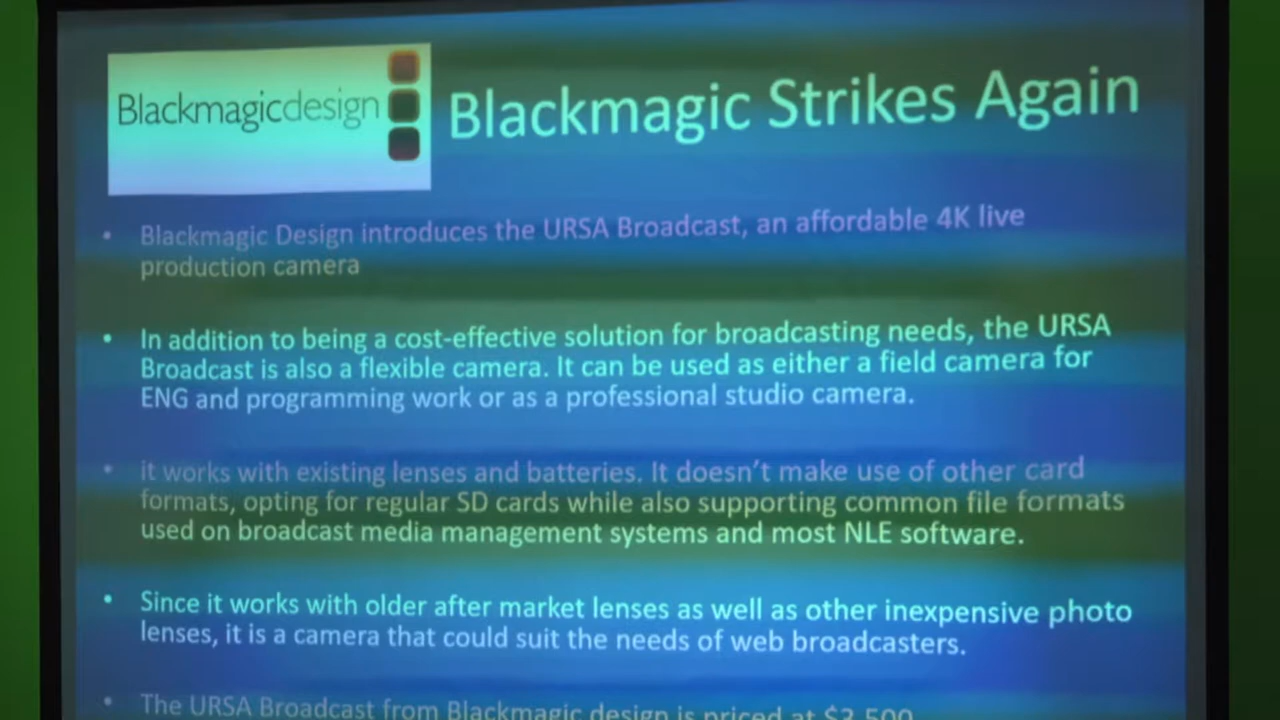 Blackmagicdesign
Blackmagic Strikes Again
• Blackmagic Design introduces the URSA Broadcast, an affordable 4K live
production camera
• In addition to being a cost-effective solution for broadcasting needs, the URSA
Broadcast is also a flexible camera. It can be used as either a field camera for
ENG and programming work or as a professional studio camera.
• it works with existing lenses and batteries. It doesn’t make use of other card
formats, opting for regular SD cards while also supporting common file formats
used on broadcast media management systems and most NLE software.
• Since it works with older after market lenses as well as other inexpensive photo
lenses, it is a camera that could suit the needs of web broadcasters.
• The URSA Broadcast from Blackmagic design is priced at $3,500